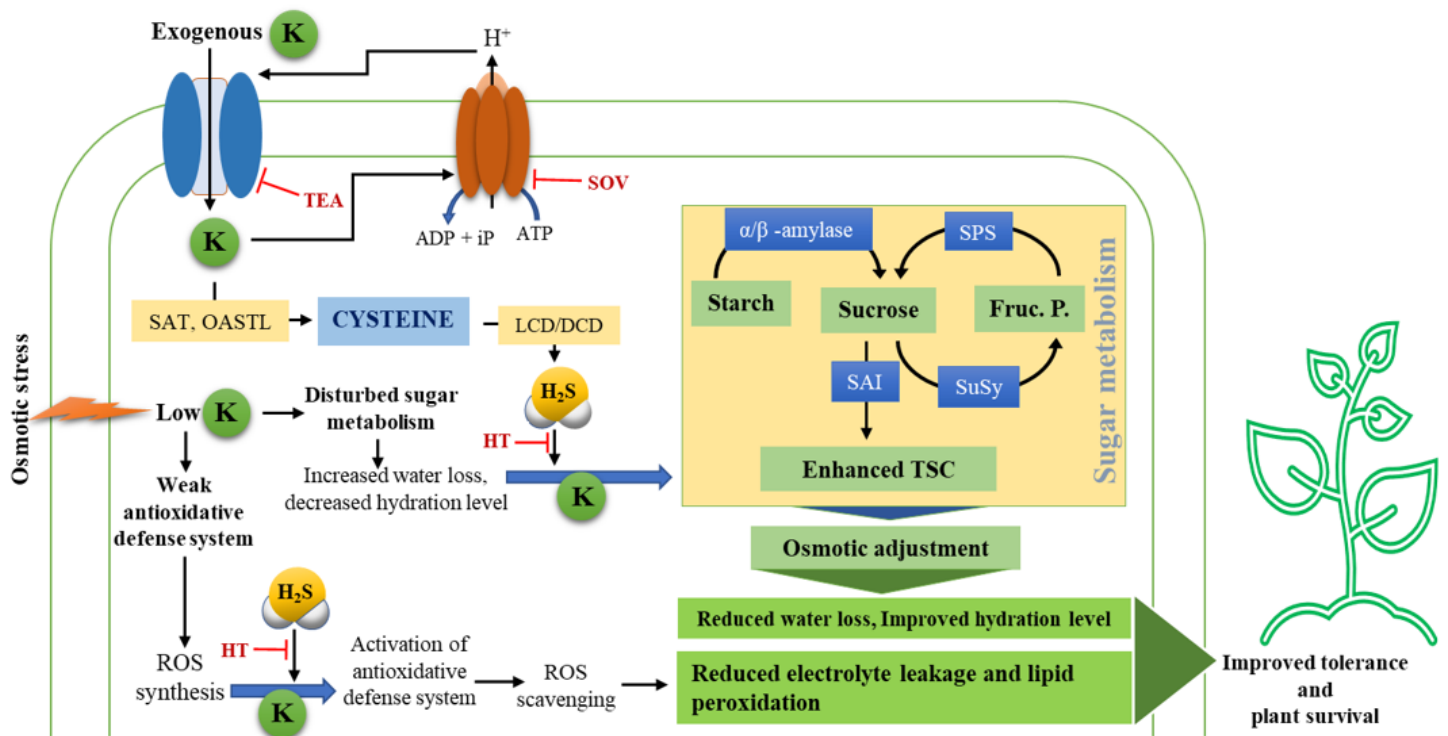 Exogenous K
H⁺
TEA
SOV
K
ADP + iP
ATP
SAT, OASTL
CYSTEINE
LCD/DCD
H₂S
HT
K
Osmotic stress
Low K
Disturbed sugar
metabolism
Increased water loss,
decreased hydration level
Weak
antioxidative
defense system
ROS
synthesis
H₂S
HT
K
Activation of
antioxidative
defense system
ROS
scavenging
α/β -amylase
SPS
Starch
Sucrose
Fruc. P.
SAI
SuSy
Enhanced TSC
Sugar metabolism
Osmotic adjustment
Reduced water loss, Improved hydration level
Reduced electrolyte leakage and lipid
peroxidation
Improved tolerance
and
plant survival